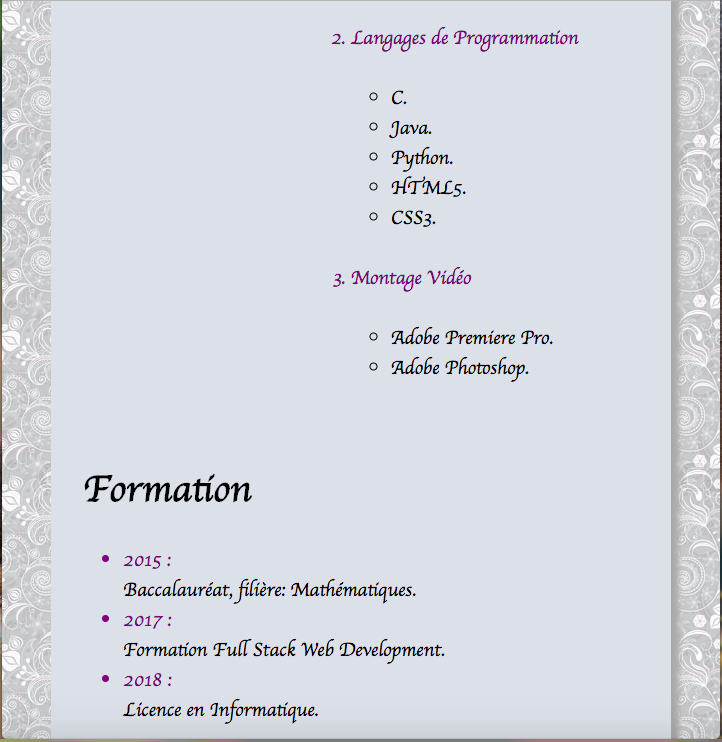 2. Langages de Programmation
C.
Java.
Python.
HTML5.
CSS3.
3. Montage Vidéo
Adobe Premiere Pro.
Adobe Photoshop.
Formation
2015 :
Baccalauréat, filière: Mathématiques.
2017 :
Formation Full Stack Web Development.
2018 :
Licence en Informatique.